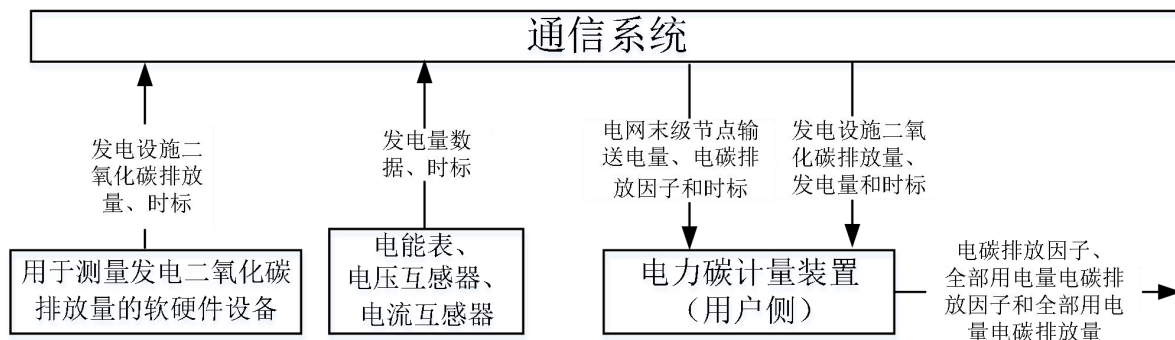 通信系统
发电设施二
氧化碳排放
量、时标
发电量数
据、时标
电网末级节点输
送电量、电碳排
放因子和时标
发电设施二氧
化碳排放量、
发电量和时标
用于测量发电二氧化碳
排放量的软硬件设备
电能表、
电压互感器、
电流互感器
电力碳计量装置
（用户侧）
电碳排放因子、
全部用电量电碳排
放因子和全部用电
量电碳排放量